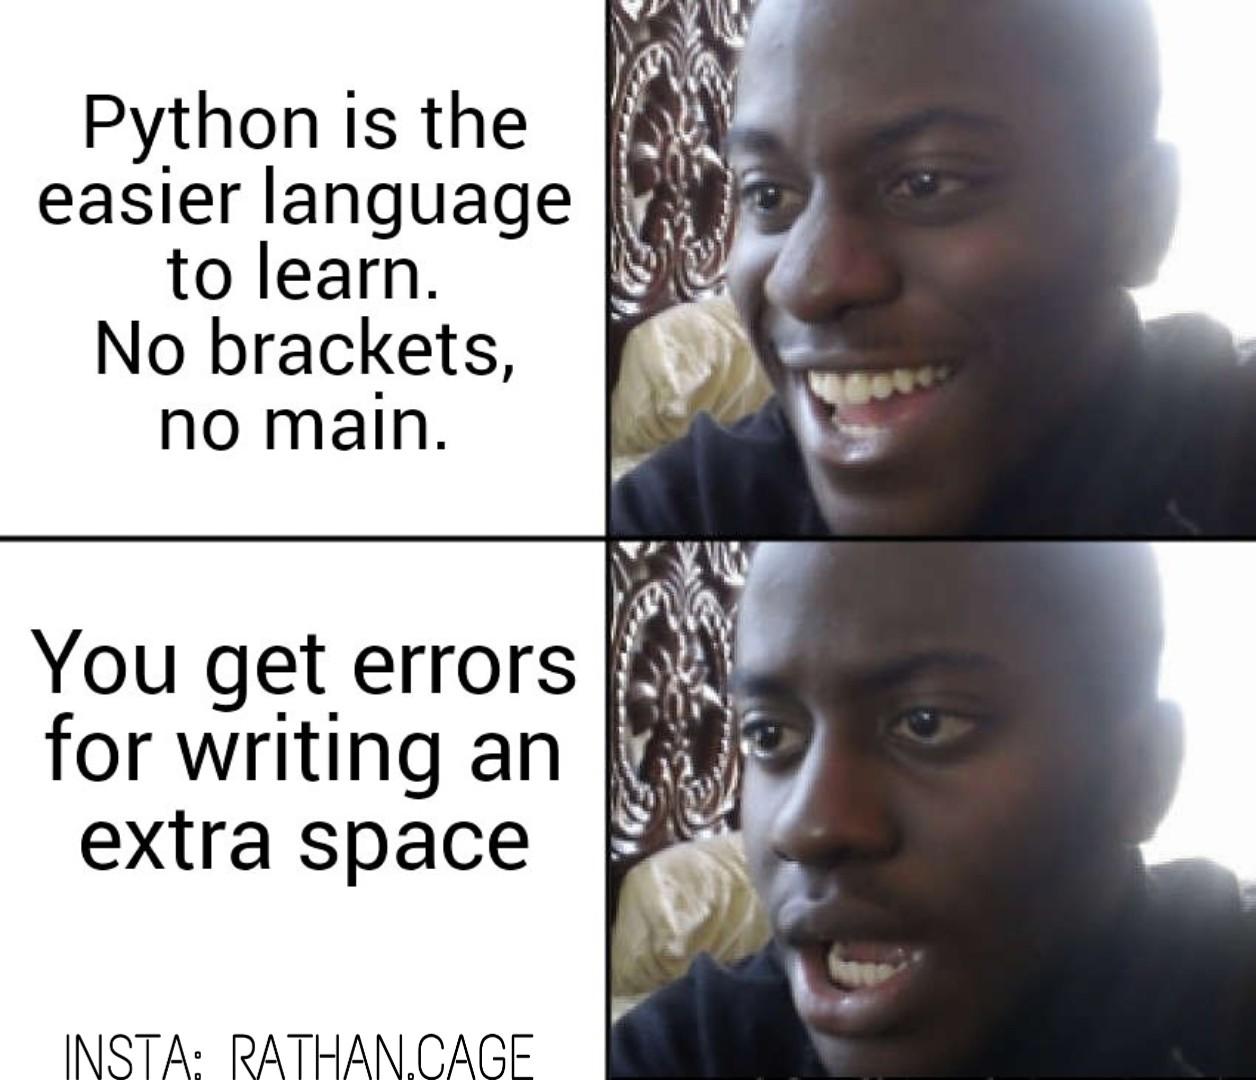 Python is the
easier language
to learn.
No brackets,
no main.
You get errors
for writing an
extra space
INSTA: RATHAN.CAGE